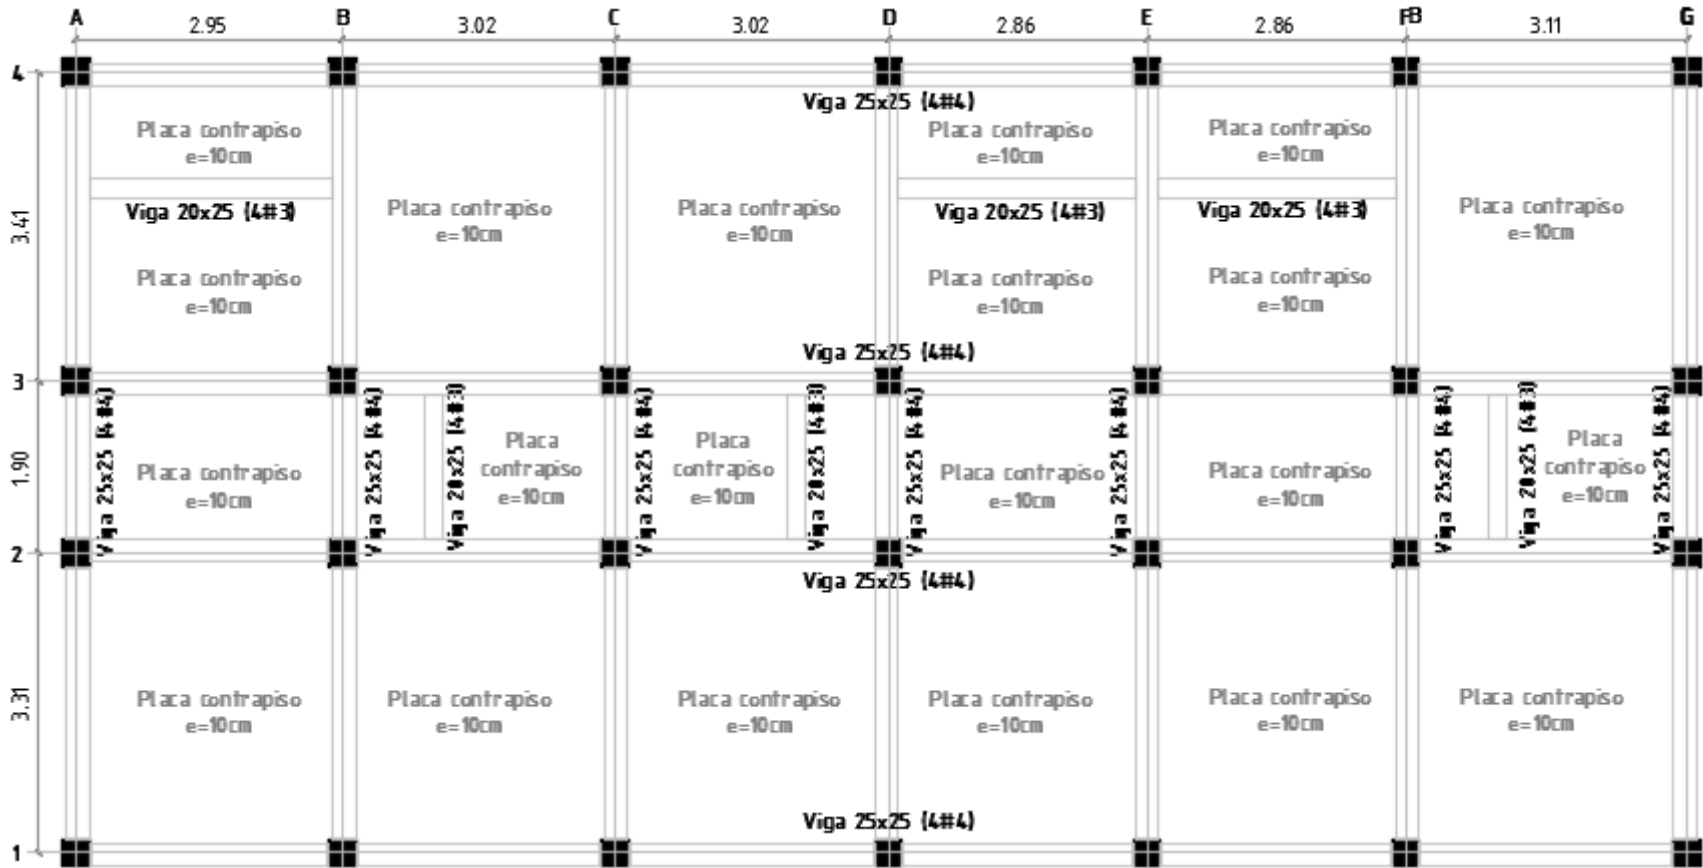 A B C D E F B G
2.95 3.02 3.02 2.86 2.86 3.11
4
Viga 25x25 (4#4)
Placa contrapiso
e=10cm
Placa contrapiso
e=10cm
Placa contrapiso
e=10cm
Viga 20x25 (4#3)
Placa contrapiso
e=10cm
Placa contrapiso
e=10cm
Viga 20x25 (4#3)
Viga 20x25 (4#3)
Placa contrapiso
e=10cm
3.41
Placa contrapiso
e=10cm
Placa contrapiso
e=10cm
Placa contrapiso
e=10cm
Viga 25x25 (4#4)
3
Viga 25x25 (4#4)
Placa contrapiso
e=10cm
Viga 25x25 (4#4)
Viga 20x25 (4#3)
Placa
contrapiso
e=10cm
Viga 25x25 (4#4)
Placa
contrapiso
e=10cm
Viga 20x25 (4#3)
Viga 25x25 (4#4)
Placa contrapiso
e=10cm
Viga 25x25 (4#4)
Placa contrapiso
e=10cm
Viga 25x25 (4#4)
Viga 20x25 (4#3)
Placa
contrapiso
e=10cm
Viga 25x25 (4#4)
1.90
2
Viga 25x25 (4#4)
3.31
Placa contrapiso
e=10cm
Placa contrapiso
e=10cm
Placa contrapiso
e=10cm
Placa contrapiso
e=10cm
Placa contrapiso
e=10cm
Placa contrapiso
e=10cm
Viga 25x25 (4#4)
1